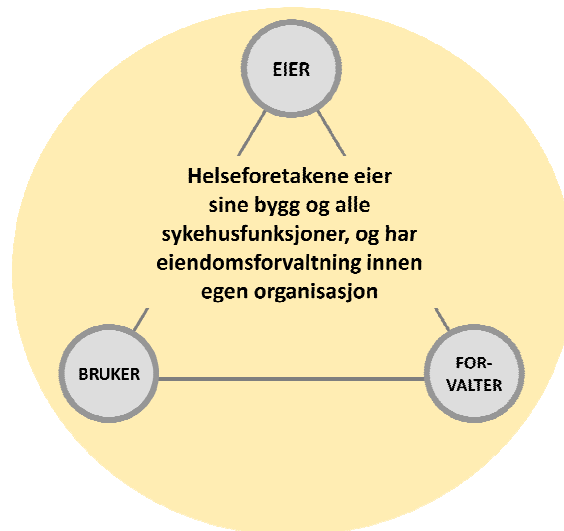 EIER
Helseforetakene eier
sine bygg og alle
sykehusfunksjoner, og har
eiendomsforvaltning innen
egen organisasjon
BRUKER
FOR-
VALTER